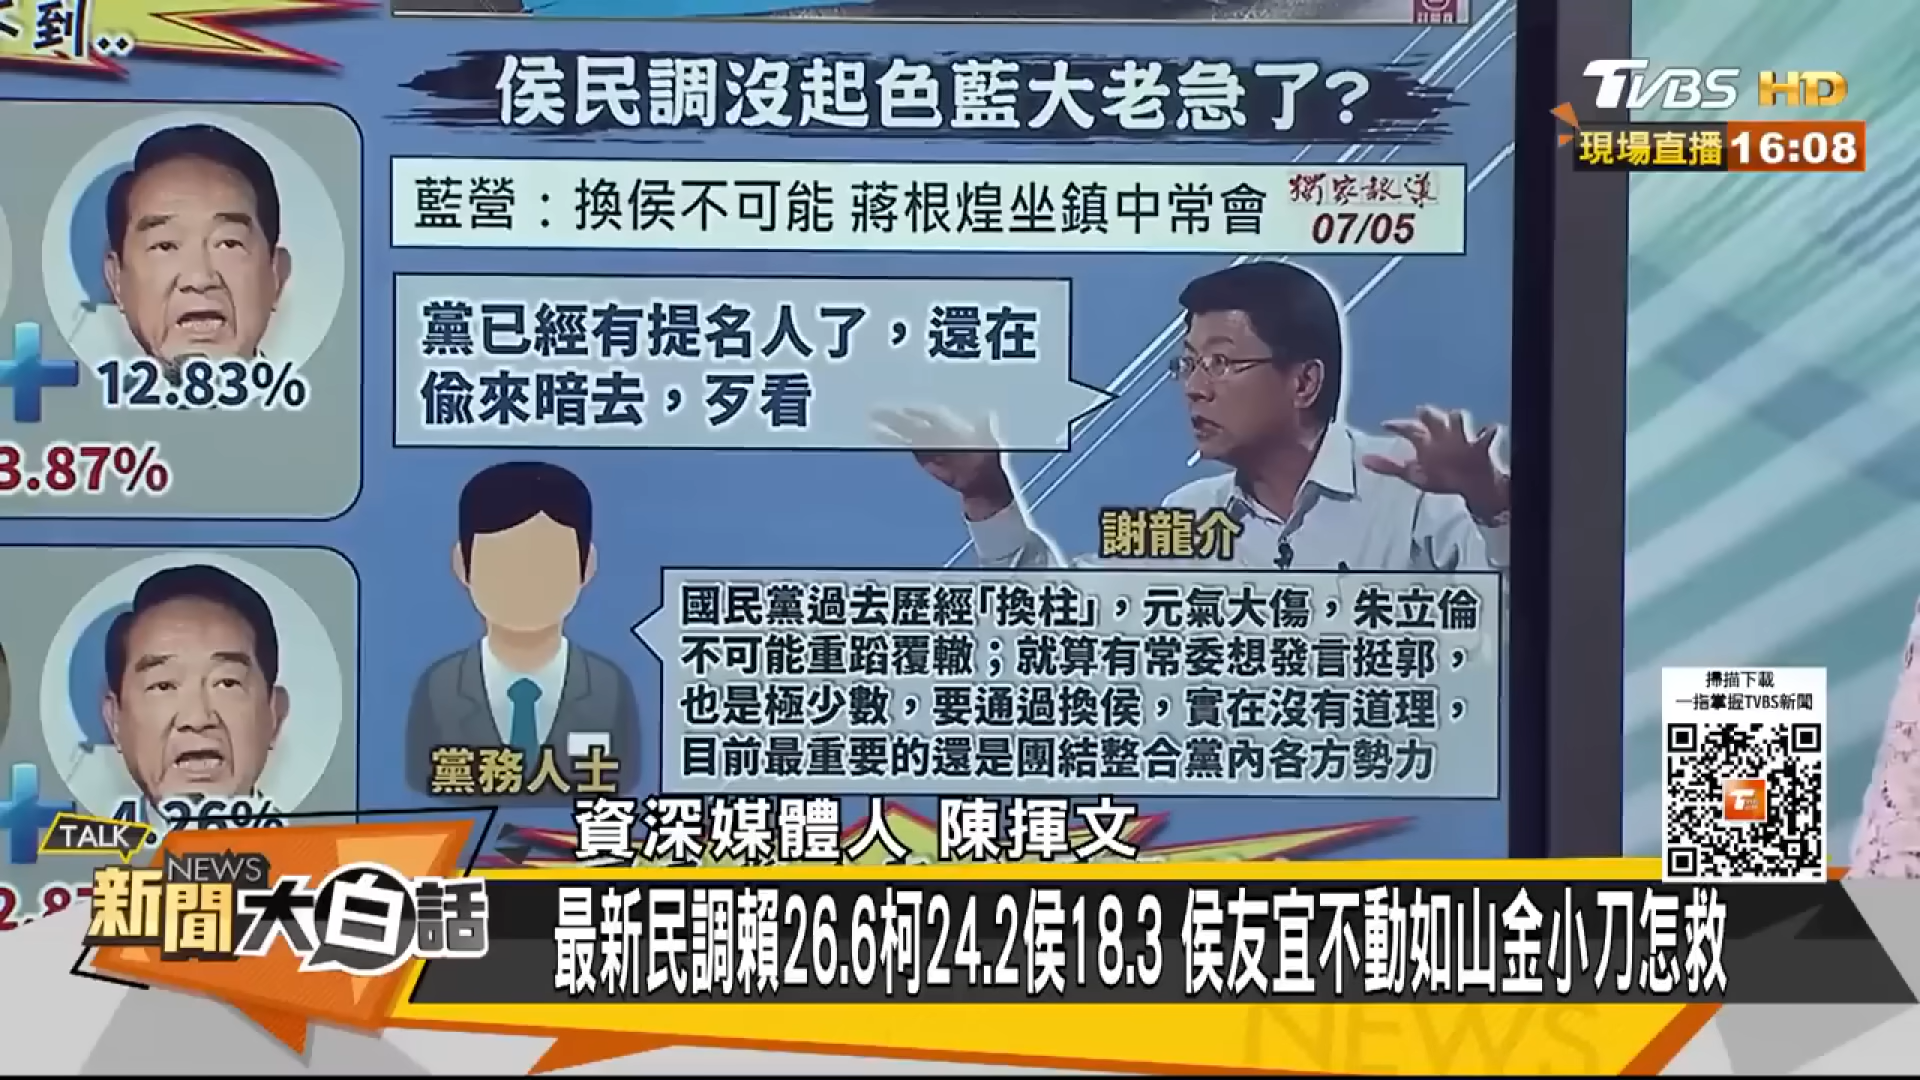 到..
侯民調沒起色藍大老急了?
TVBS HD
現場直播 16:08
藍營：換侯不可能 蔣根煌坐鎮中常會
獨家報導
07/05
黨已經有提名人了，還在
偷來暗去，歹看
謝龍介
+ 12.83%
3.87%
國民黨過去歷經「換柱」，元氣大傷，朱立倫
不可能重蹈覆轍；就算有常委想發言挺郭，
也是極少數，要通過換侯，實在沒有道理，
目前最重要的還是團結整合黨內各方勢力
黨務人士
+ 4.26%
掃描下載
一指掌握TVBS新聞
資深媒體人 陳揮文
TALK
NEWS
新聞大白話
最新民調賴26.6柯24.2侯18.3 侯友宜不動如山金小刀怎救
NEWS